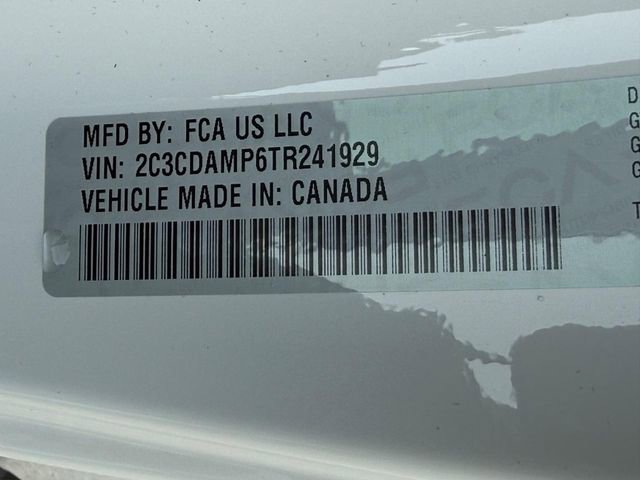 MFD BY: FCA US LLC
VIN: 2C3CDAMP6TR241929
VEHICLE MADE IN: CANADA
D
G
G
G
T